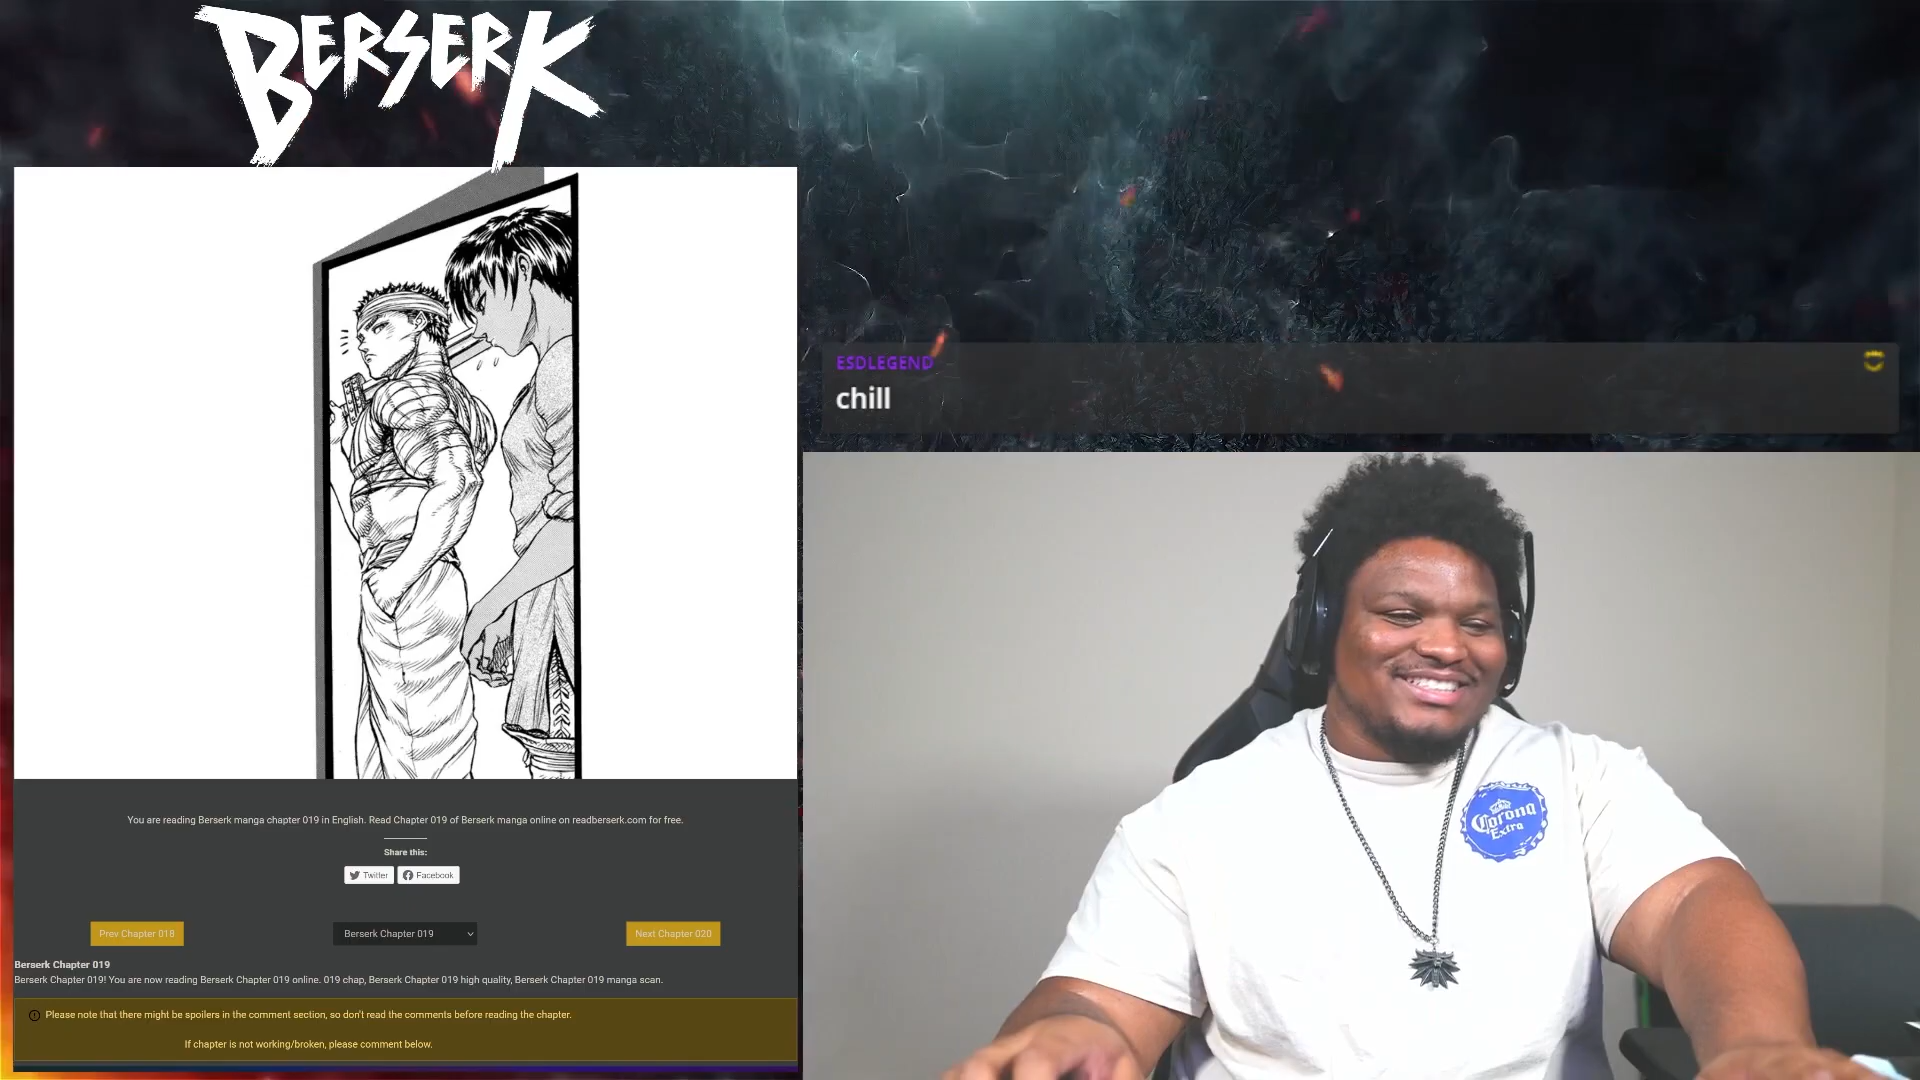 BERSERK
ESDLEGEND
chill
Corona
Extra
You are reading Berserk manga chapter 019 in English. Read Chapter 019 of Berserk manga online on readberserk.com for free.
Share this:
Twitter Facebook
Prev Chapter 018 Berserk Chapter 019 Next Chapter 020
Berserk Chapter 019
Berserk Chapter 019! You are now reading Berserk Chapter 019 online. 019 chap, Berserk Chapter 019 high quality, Berserk Chapter 019 manga scan.
Please note that there might be spoilers in the comment section, so don't read the comments before reading the chapter.
If chapter is not working/broken, please comment below.